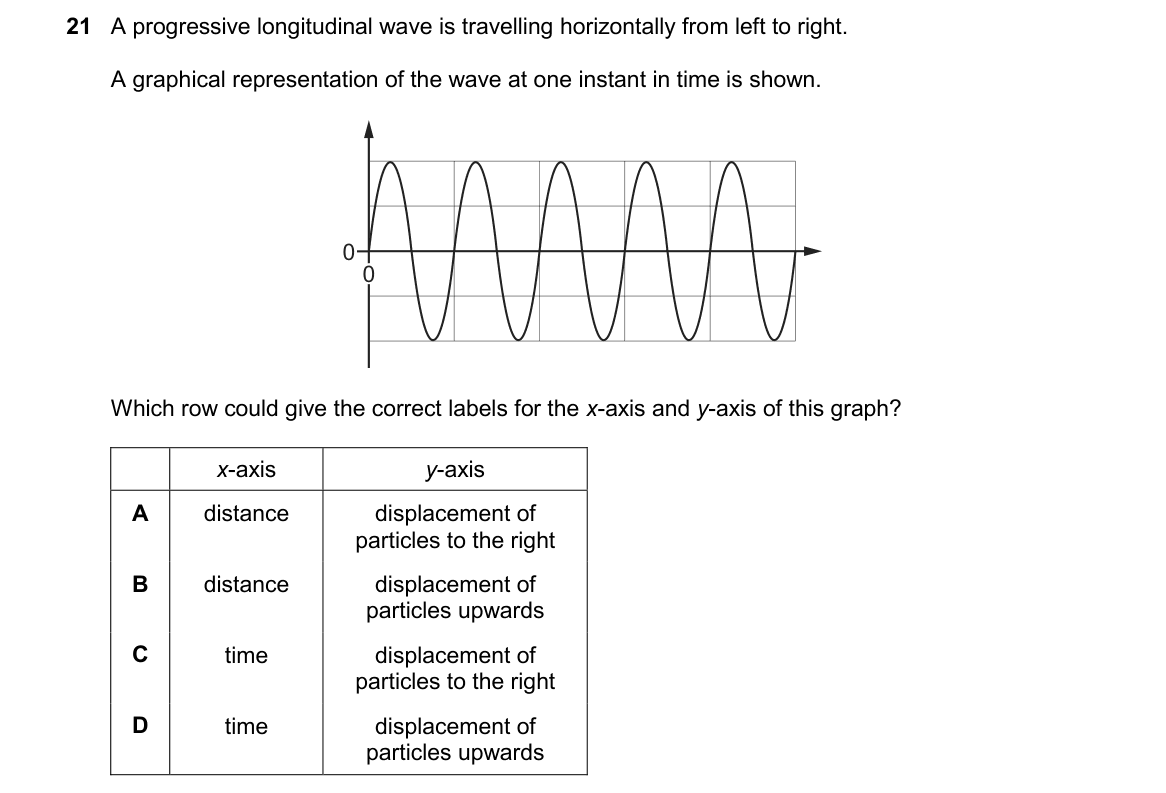 21 A progressive longitudinal wave is travelling horizontally from left to right.
A graphical representation of the wave at one instant in time is shown.
0
0
Which row could give the correct labels for the x-axis and y-axis of this graph?
x-axis y-axis
A distance displacement of
particles to the right
B distance displacement of
particles upwards
C time displacement of
particles to the right
D time displacement of
particles upwards